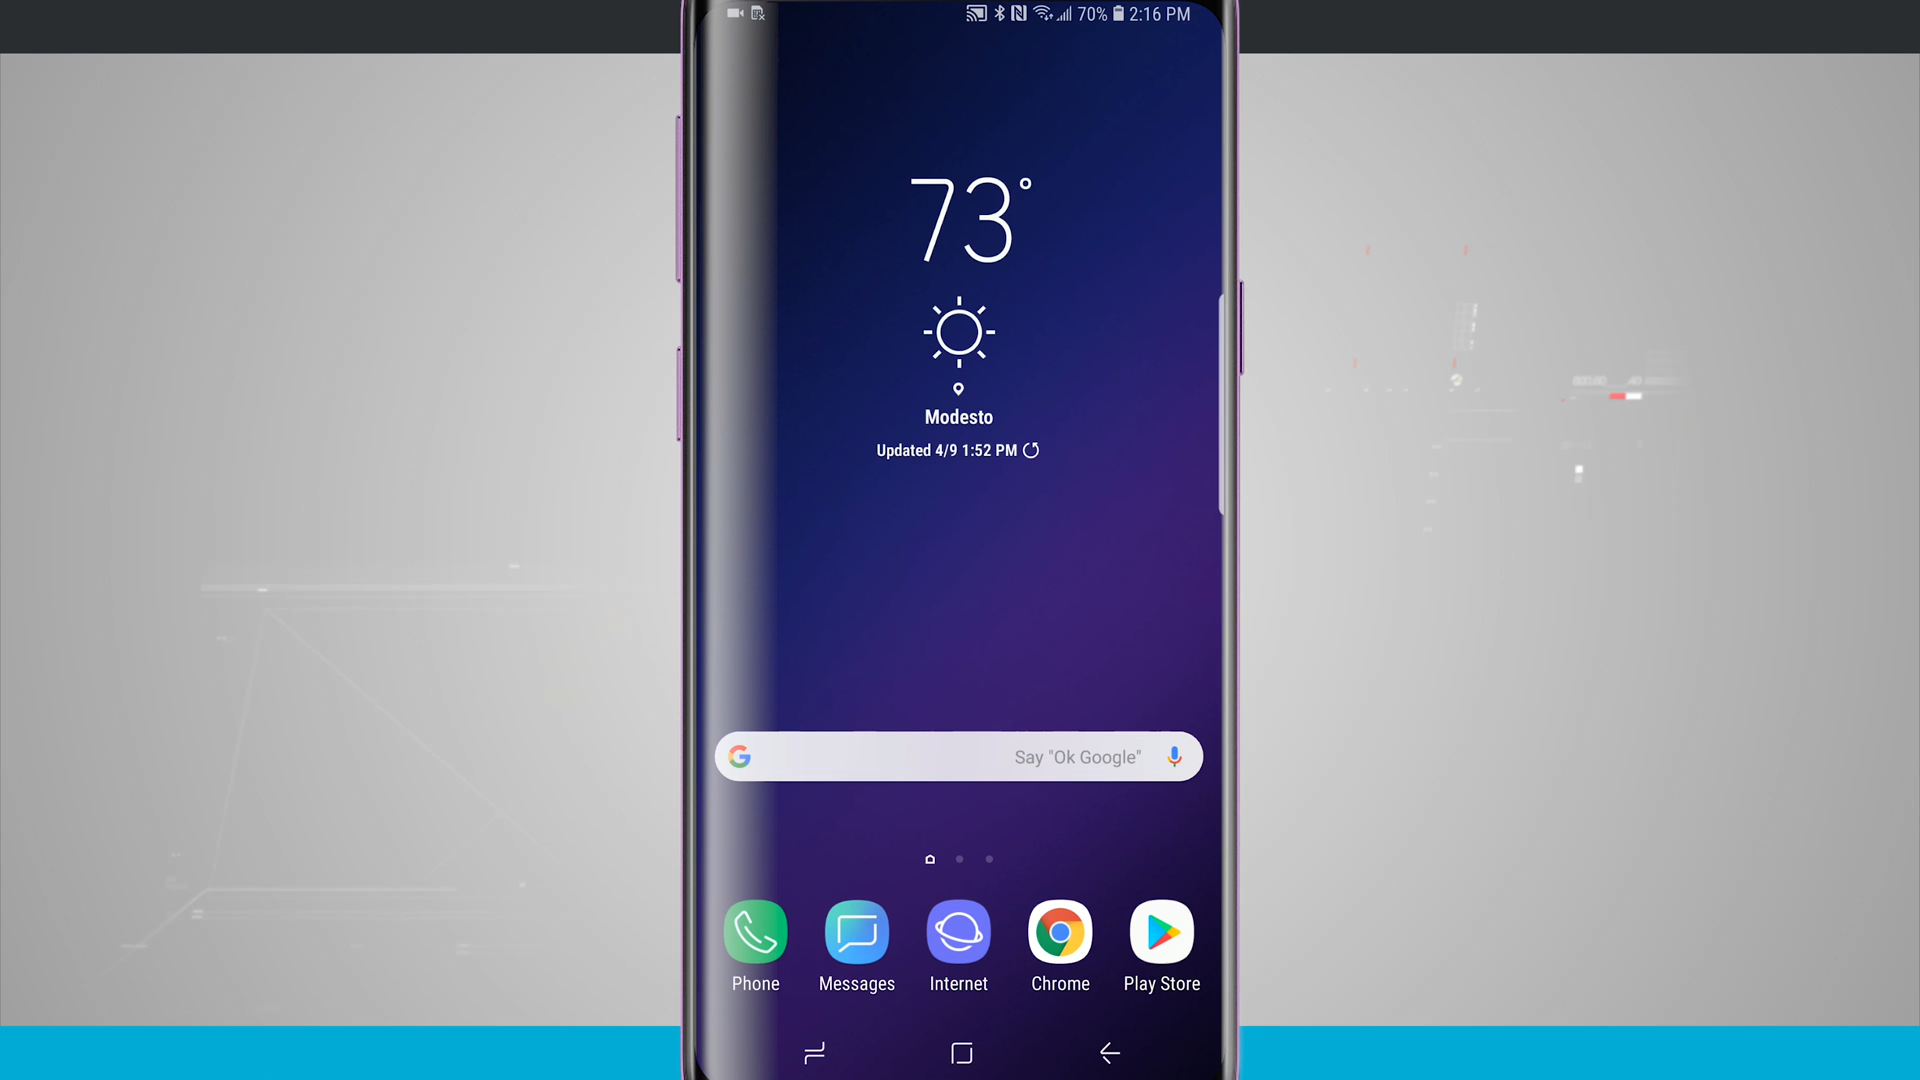 70% 2:16 PM
73°
Modesto
Updated 4/9 1:52 PM
Say "Ok Google"
Phone Messages Internet Chrome Play Store